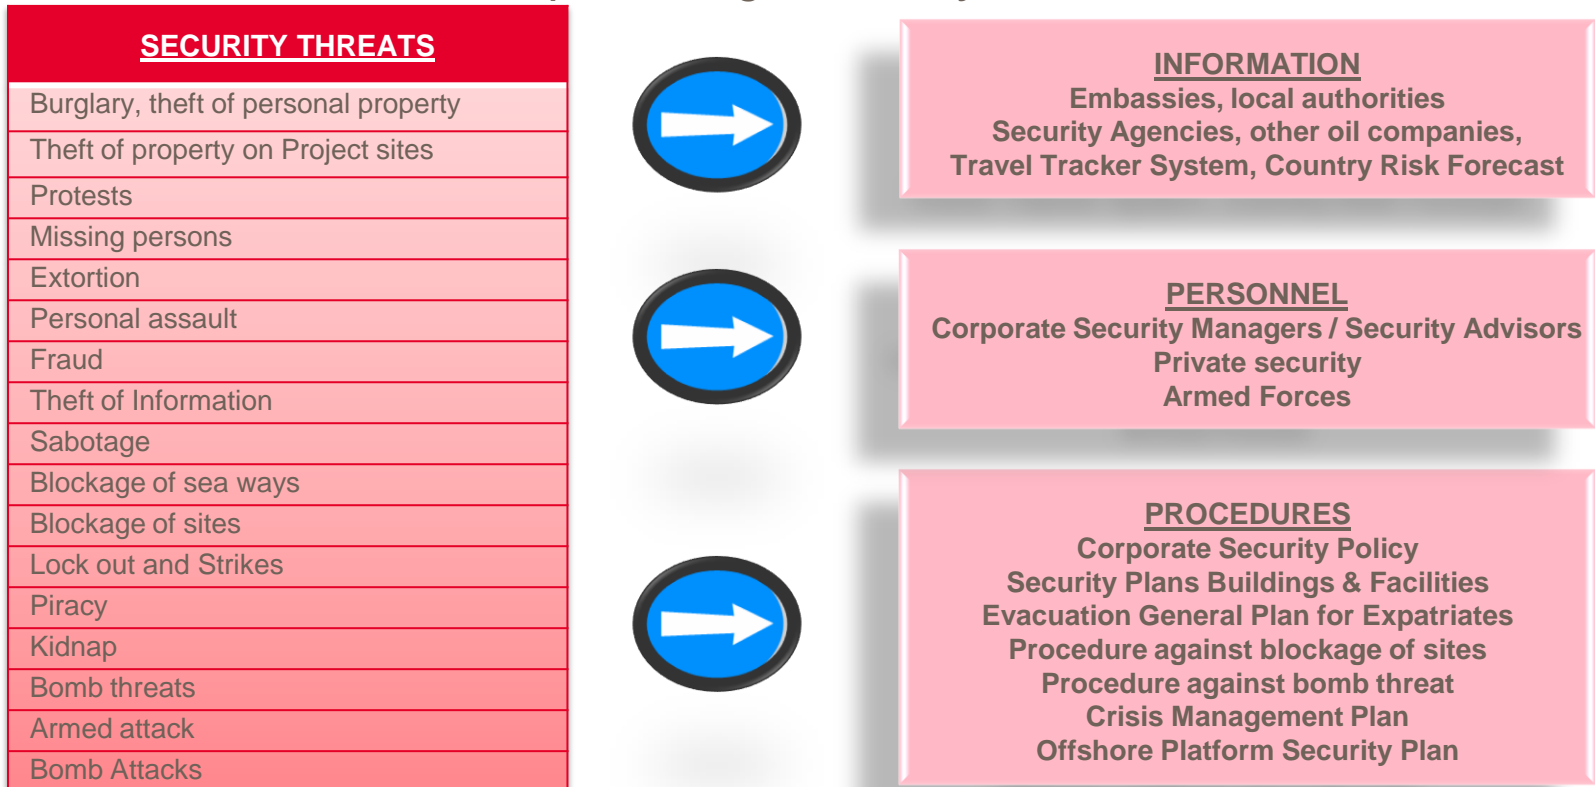 SECURITY THREATS
Burglary, theft of personal property
Theft of property on Project sites
Protests
Missing persons
Extortion
Personal assault
Fraud
Theft of Information
Sabotage
Blockage of sea ways
Blockage of sites
Lock out and Strikes
Piracy
Kidnap
Bomb threats
Armed attack
Bomb Attacks
INFORMATION
Embassies, local authorities
Security Agencies, other oil companies,
Travel Tracker System, Country Risk Forecast
PERSONNEL
Corporate Security Managers / Security Advisors
Private security
Armed Forces
PROCEDURES
Corporate Security Policy
Security Plans Buildings & Facilities
Evacuation General Plan for Expatriates
Procedure against blockage of sites
Procedure against bomb threat
Crisis Management Plan
Offshore Platform Security Plan